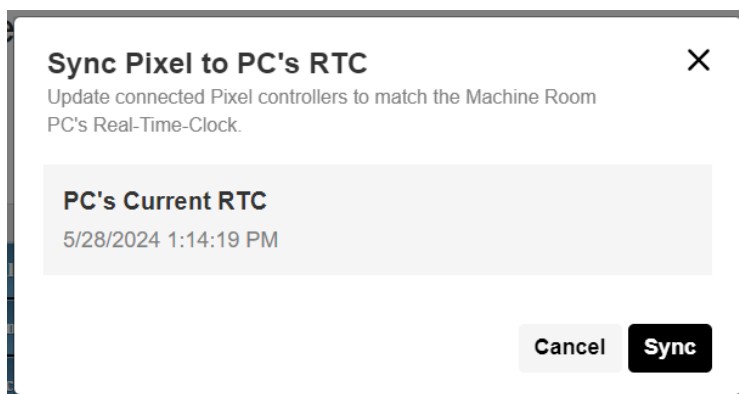 Sync Pixel to PC's RTC
Update connected Pixel controllers to match the Machine Room
PC's Real-Time-Clock.
PC's Current RTC
5/28/2024 1:14:19 PM
Cancel Sync